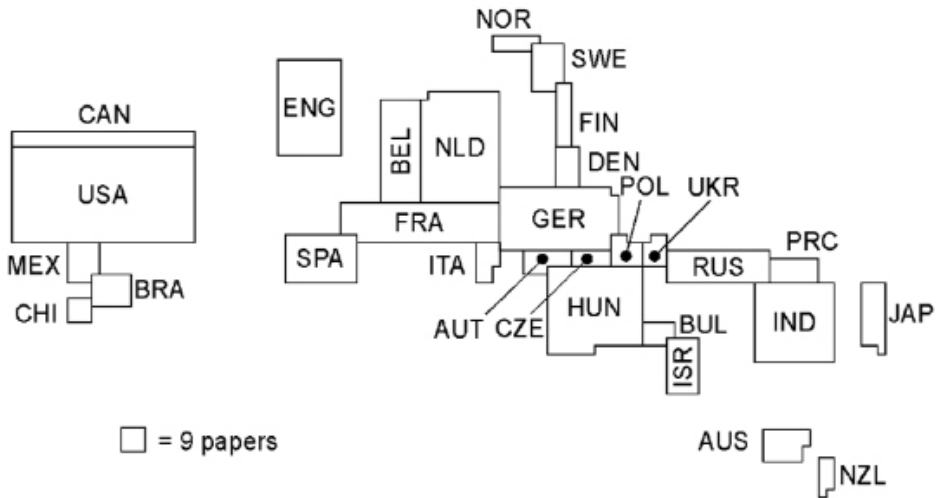 NOR
SWE
ENG
CAN
BEL
NLD
FIN
USA
DEN
POL
UKR
GER
FRA
MEX
SPA
ITA
RUS
PRC
BRA
CHI
AUT
CZE
HUN
BUL
IND
JAP
ISR
= 9 papers
AUS
NZL